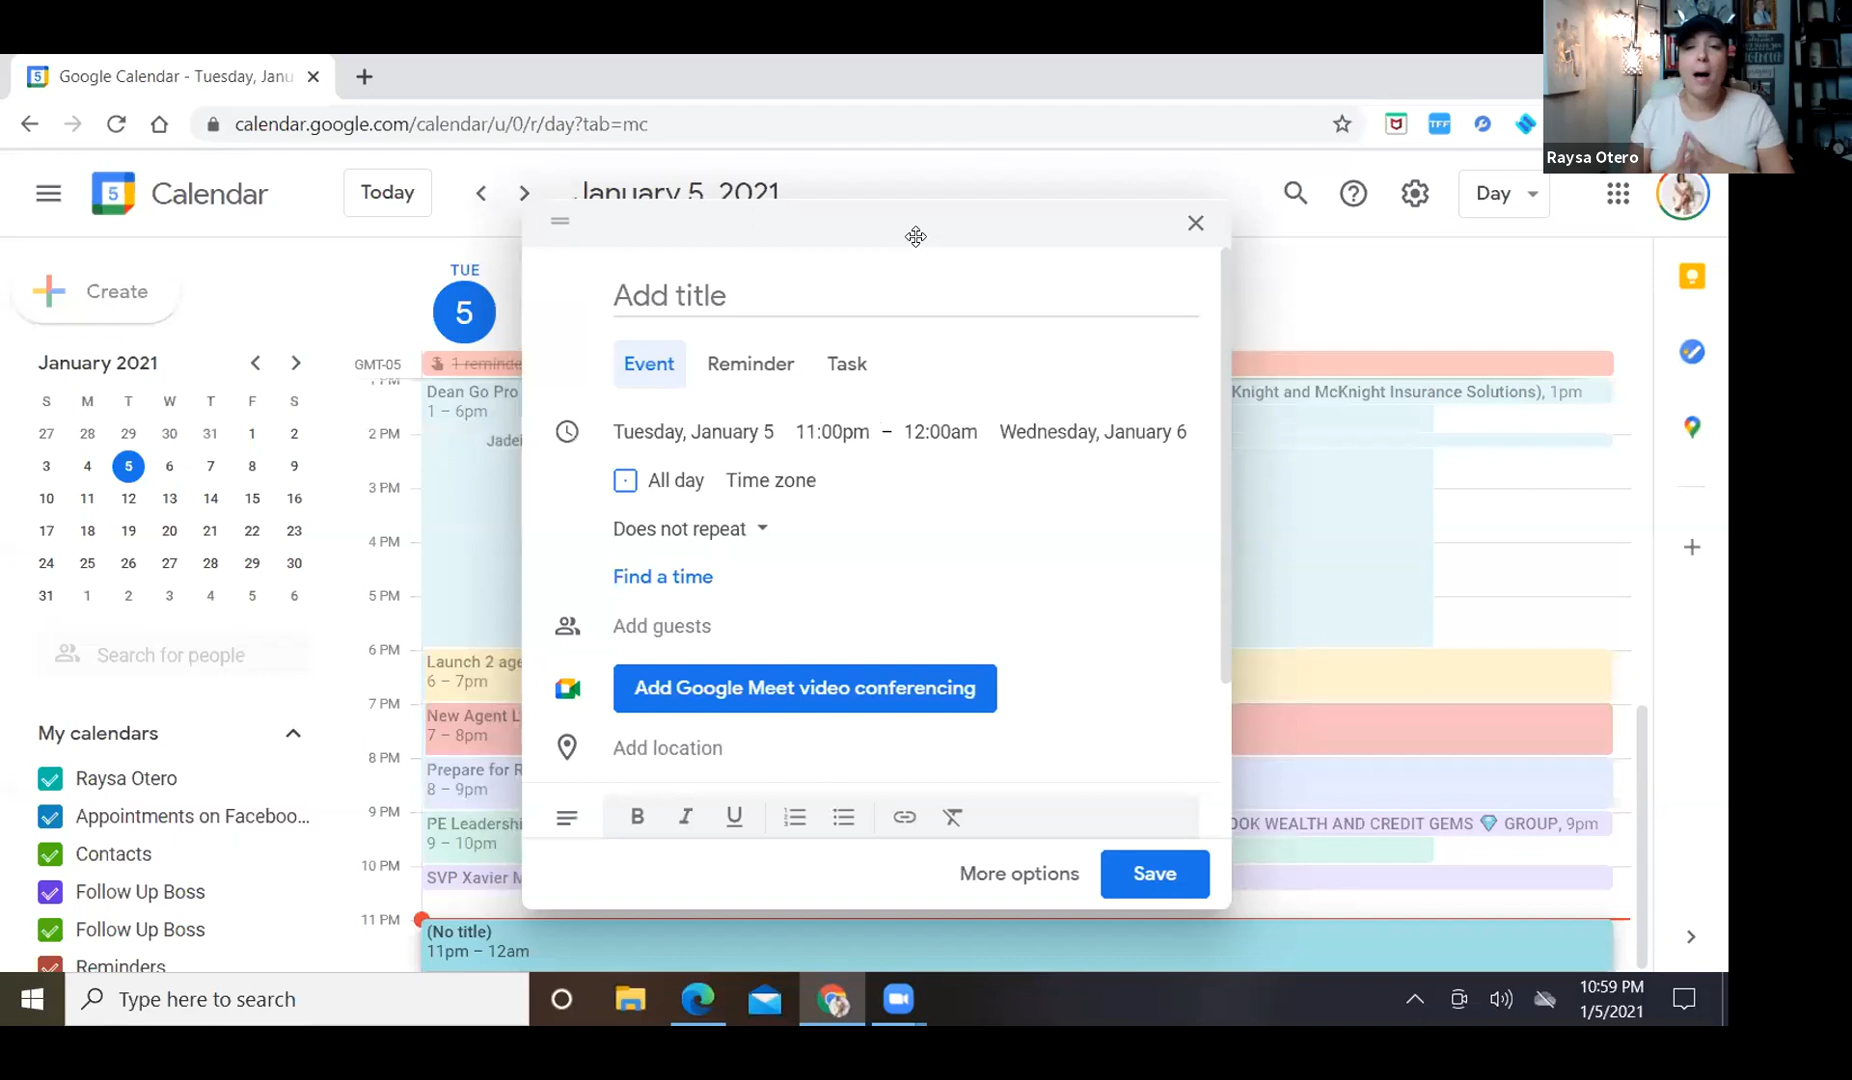 Google Calendar - Tuesday, Janu
calendar.google.com/calendar/u/0/r/day?tab=mc
TFF
Raysa Otero
5
Calendar
Today
January 5, 2021
Day
Create
TUE
5
Add title
January 2021
GMT-05
1 reminde
Event
Reminder
Task
S M T W T F S
27 28 29 30 31 1 2
3 4 5 6 7 8 9
10 11 12 13 14 15 16
17 18 19 20 21 22 23
24 25 26 27 28 29 30
31 1 2 3 4 5 6
Dean Go Pro
1 – 6pm
Jadei
Knight and McKnight Insurance Solutions), 1pm
2 PM
3 PM
4 PM
5 PM
6 PM
7 PM
8 PM
9 PM
10 PM
11 PM
Tuesday, January 5 11:00pm – 12:00am Wednesday, January 6
All day Time zone
Does not repeat
Find a time
Add guests
Add Google Meet video conferencing
Add location
More options
Save
Search for people
Launch 2 age
6 – 7pm
New Agent L
7 – 8pm
Prepare for R
8 – 9pm
PE Leadershi
9 – 10pm
OOK WEALTH AND CREDIT GEMS 💎 GROUP, 9pm
SVP Xavier M
(No title)
11pm – 12am
My calendars
Raysa Otero
Appointments on Faceboo...
Contacts
Follow Up Boss
Follow Up Boss
Reminders
Type here to search
10:59 PM
1/5/2021